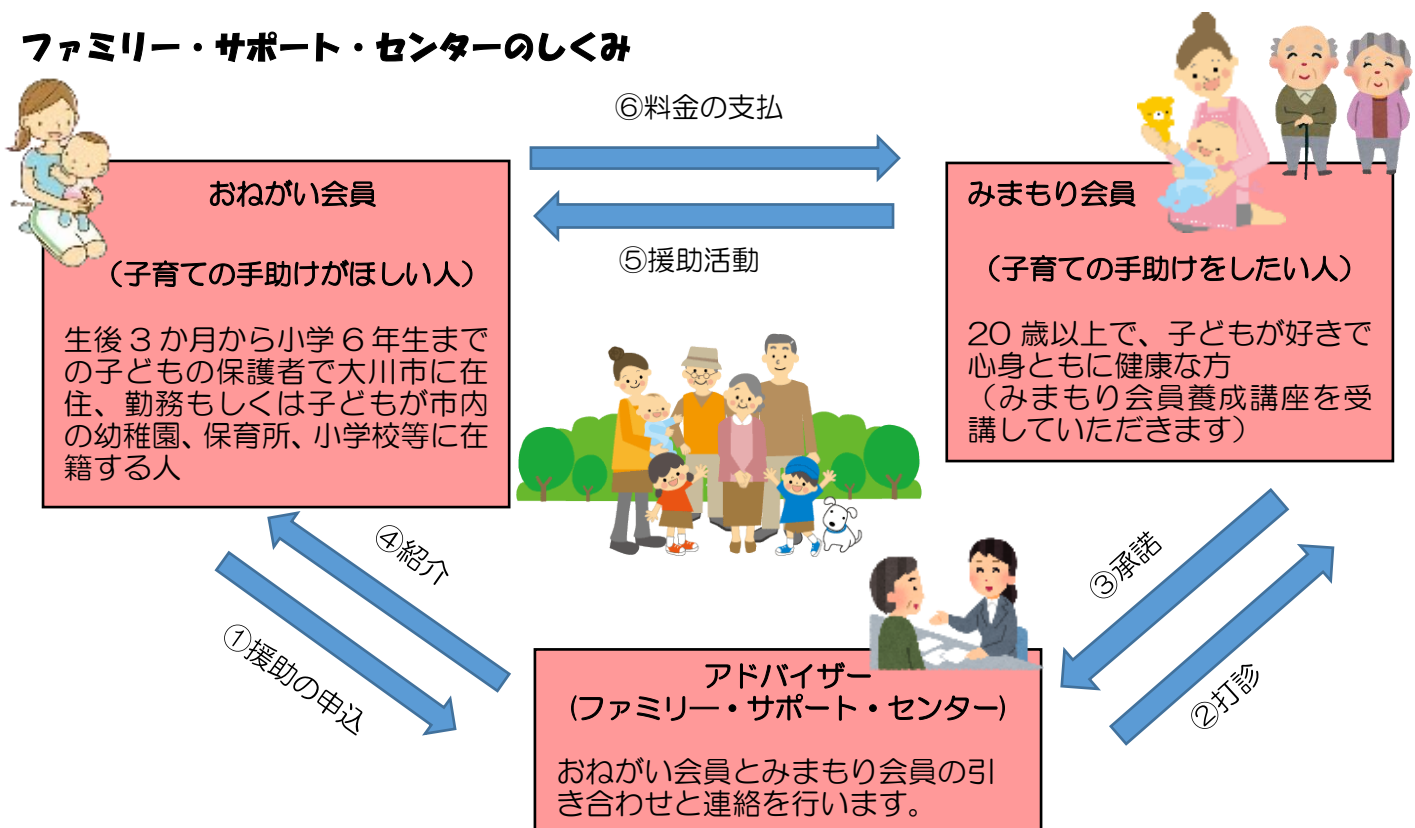 ファミリー・サポート・センターのしくみ
⑥料金の支払
おねがい会員
（子育ての手助けがほしい人）
生後３か月から小学６年生まで
の子どもの保護者で大川市に在
住、勤務もしくは子どもが市内
の幼稚園、保育所、小学校等に在
籍する人
⑤援助活動
みまもり会員
（子育ての手助けをしたい人）
20 歳以上で、子どもが好きで
心身ともに健康な方
（みまもり会員養成講座を受
講していただきます）
④紹介
①援助の申込
③承諾
②打診
アドバイザー
(ファミリ―・サポート・センター)
おねがい会員とみまもり会員の引
き合わせと連絡を行います。